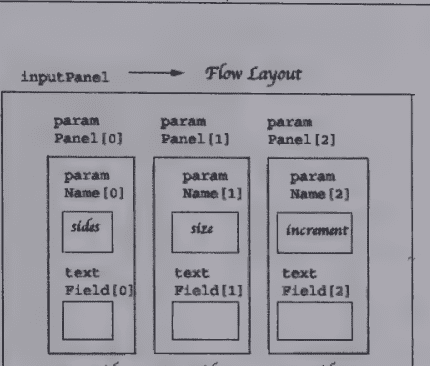 inputPanel Flow Layout
param param param
Panel[0] Panel[1] Panel[2]
param param param
Name[0] Name[1] Name[2]
sides size increment
text text text
Field[0] Field[1] Field[2]